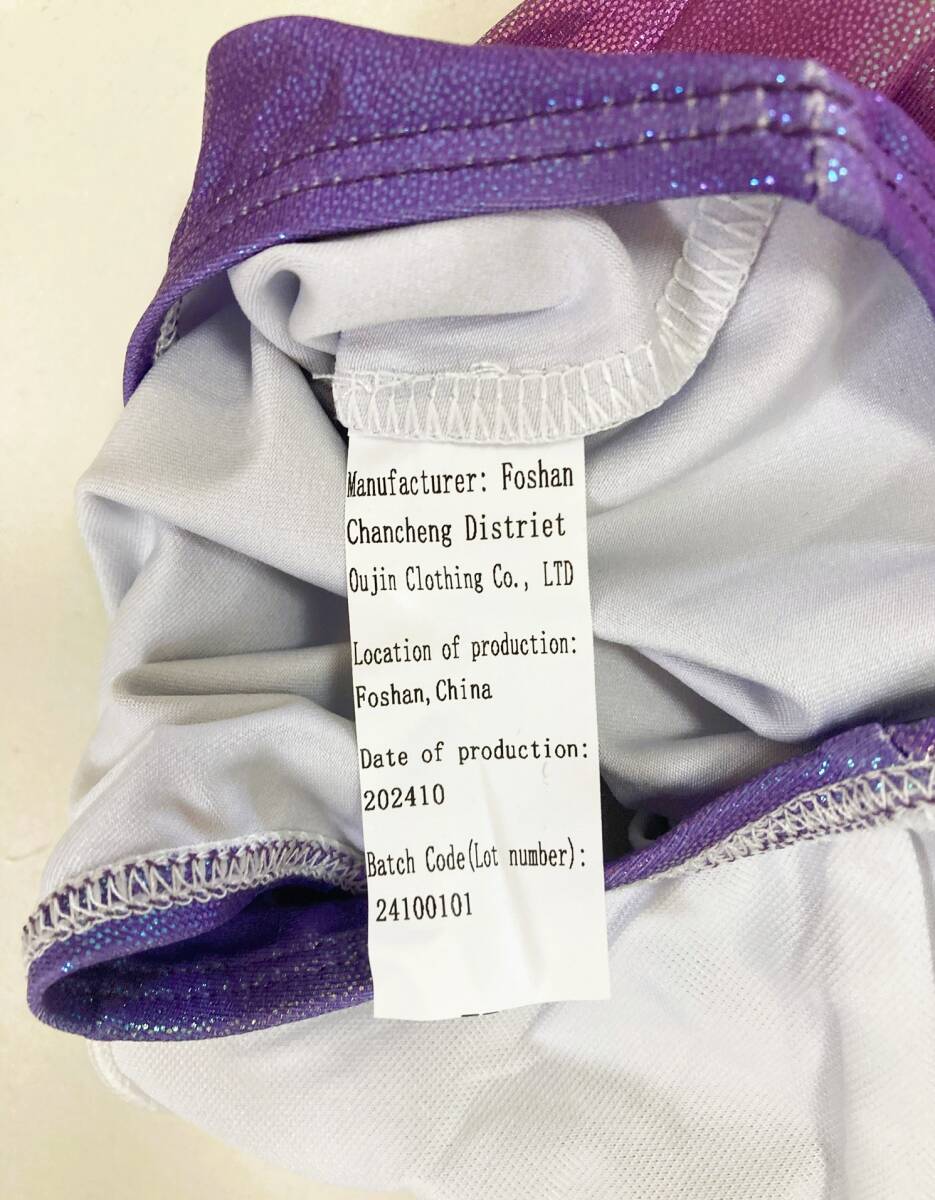 Manufacturer: Foshan
Chancheng Distriet
Oujin Clothing Co., LTD
Location of production:
Foshan, China
Date of production:
202410
Batch Code(Lot number):
24100101